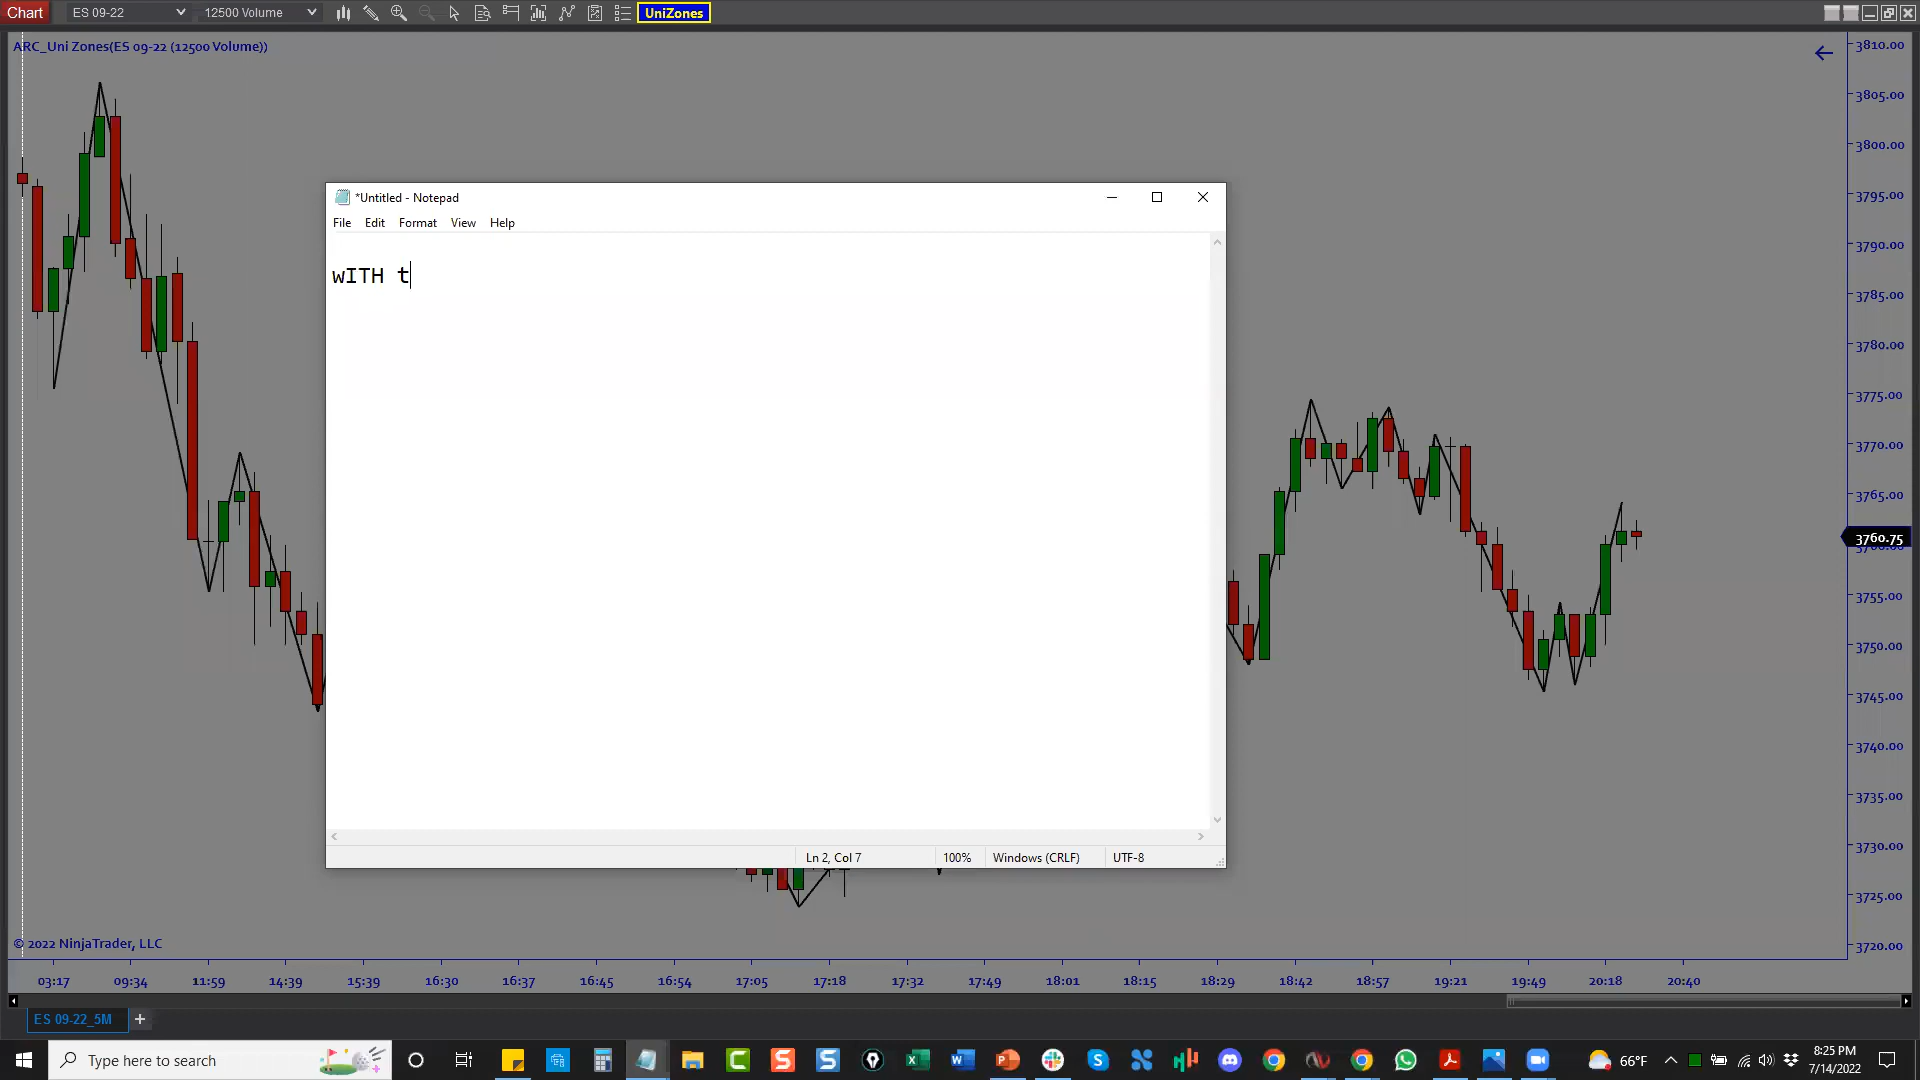 Chart ES 09-22 12500 Volume UniZones
ARC_Uni Zones(ES 09-22 (12500 Volume))
*Untitled - Notepad
File Edit Format View Help
wITH t
Ln 2, Col 7 100% Windows (CRLF) UTF-8
3810.00
3805.00
3800.00
3795.00
3790.00
3785.00
3780.00
3775.00
3770.00
3765.00
3760.75
3755.00
3750.00
3745.00
3740.00
3735.00
3730.00
3725.00
3720.00
© 2022 NinjaTrader, LLC
03:17 09:34 11:59 14:39 15:39 16:30 16:37 16:45 16:54 17:05 17:18 17:32 17:49 18:01 18:15 18:29 18:42 18:57 19:21 19:49 20:18 20:40
ES 09-22_5M +
Type here to search
66°F
8:25 PM
7/14/2022